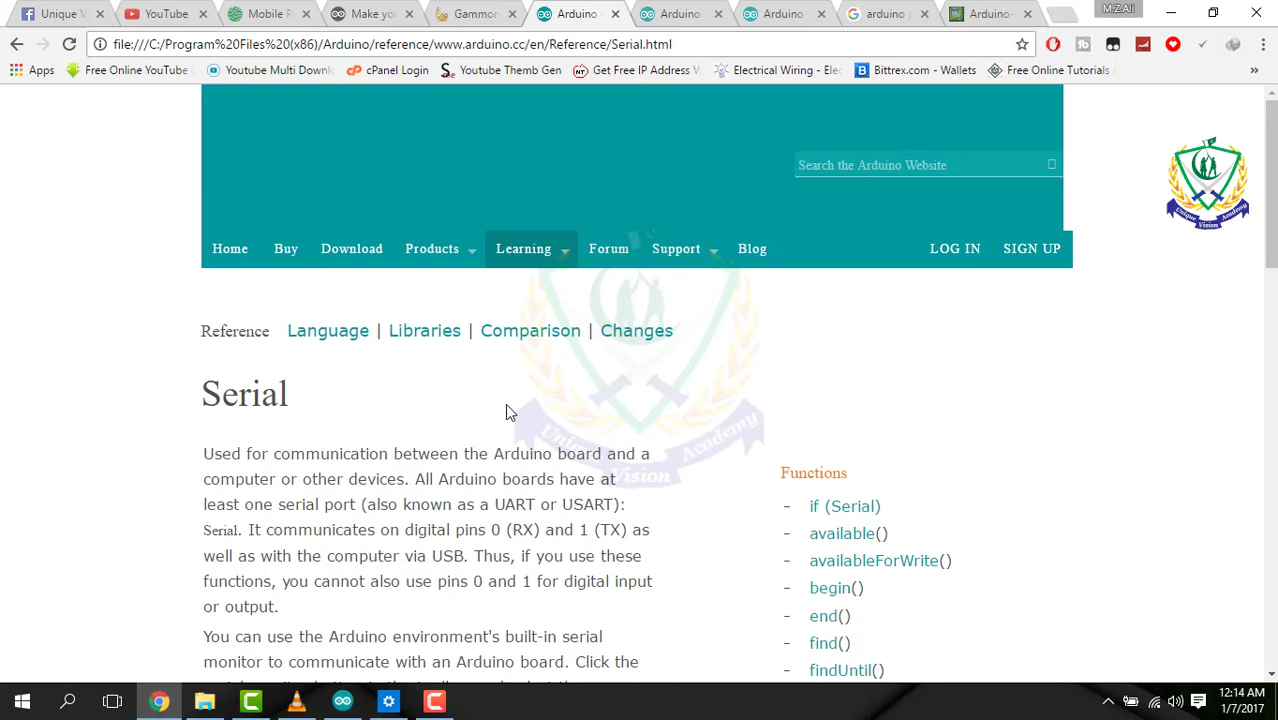 Unique W
YouTube
Mobile P
Make you
Gammon
Arduino -
Arduino
Arduino
arduino p
Arduino-
M.Z.Ali
file:///C:/Program%20Files%20(x86)/Arduino/reference/www.arduino.cc/en/Reference/Serial.html
Apps
Free Online YouTube
Youtube Multi Downl
cPanel Login
Youtube Themb Gen
Get Free IP Address W
Electrical Wiring - Ele
Bittrex.com - Wallets
Free Online Tutorials
»
Search the Arduino Website
Home Buy Download Products Learning Forum Support Blog LOG IN SIGN UP
Unique Vision Academy
Reference Language | Libraries | Comparison | Changes
Serial
Used for communication between the Arduino board and a
computer or other devices. All Arduino boards have at
least one serial port (also known as a UART or USART):
Serial. It communicates on digital pins 0 (RX) and 1 (TX) as
well as with the computer via USB. Thus, if you use these
functions, you cannot also use pins 0 and 1 for digital input
or output.
You can use the Arduino environment's built-in serial
monitor to communicate with an Arduino board. Click the
Functions
- if (Serial)
- available()
- availableForWrite()
- begin()
- end()
- find()
- findUntil()
Unique Vision Academy
12:14 AM
1/7/2017